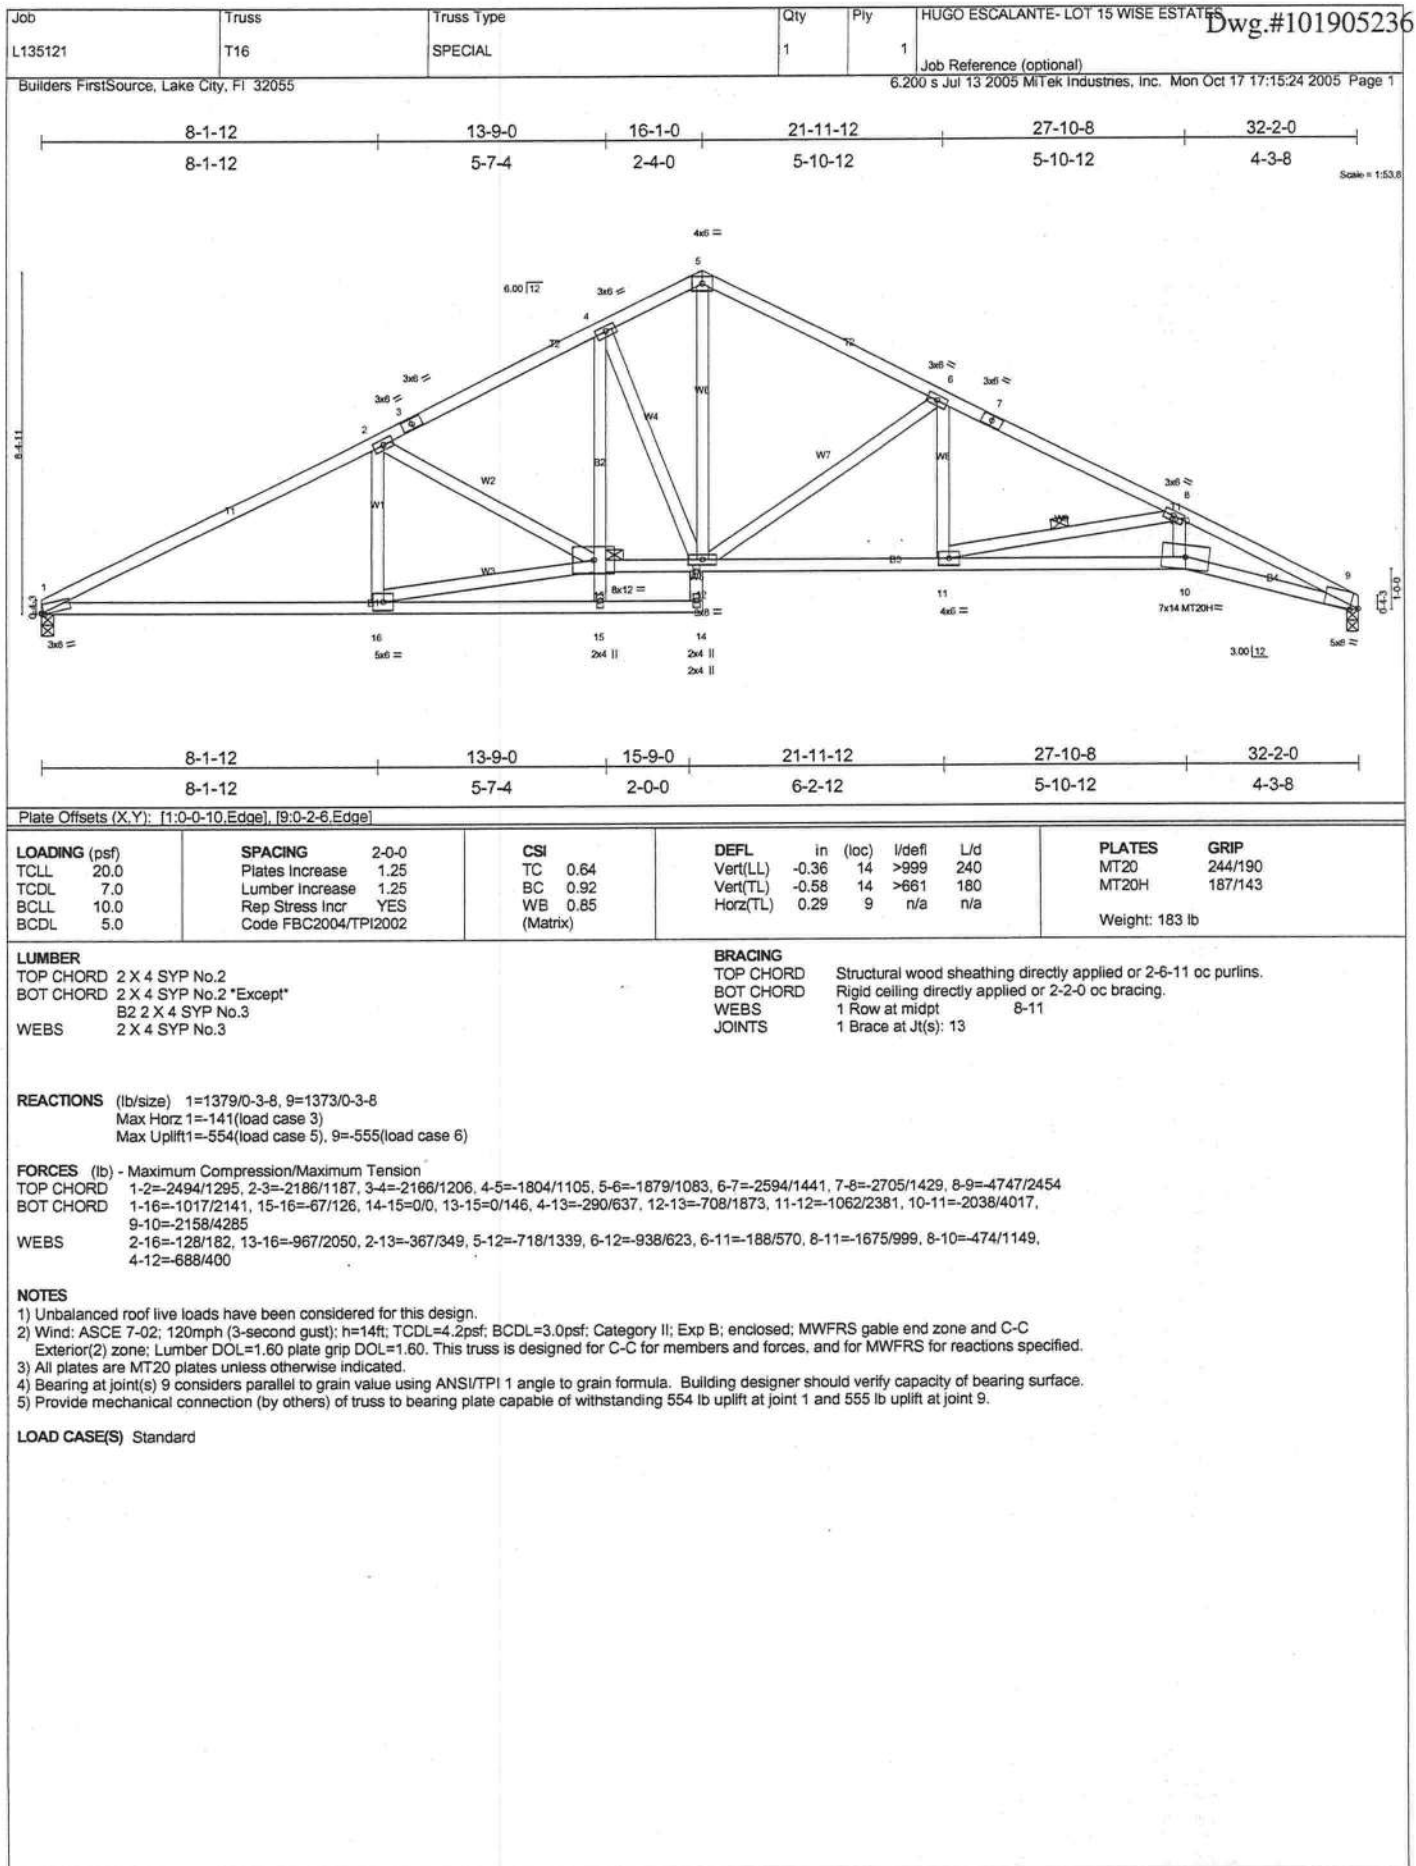 Job Truss Truss Type Qty Ply HUGO ESCALANTE- LOT 15 WISE ESTATES Dwg.#101905236
L135121 T16 SPECIAL 1 1
Job Reference (optional)
Builders FirstSource, Lake City, Fl 32055 6.200 s Jul 13 2005 MiTek Industries, Inc. Mon Oct 17 17:15:24 2005 Page 1
8-1-12 13-9-0 16-1-0 21-11-12 27-10-8 32-2-0
8-1-12 5-7-4 2-4-0 5-10-12 5-10-12 4-3-8
Scale = 1:53.8
4x6 =
5
6.00 12
3x6
4
T2 T2
3x6
3x6
6
3x6
7
3x6
3
2
8-4-11
W6
W4
W7
B2
W2
W1
T1
3x6
8
W3
B3
B4
1
9
0-4-3
0-4-3
1-0-0
8x12 =
3x6 =
16
5x6 =
15
2x4 ||
14
2x4 ||
2x4 ||
11
4x6 =
10
7x14 MT20H=
3.00 12
8-1-12 13-9-0 15-9-0 21-11-12 27-10-8 32-2-0
8-1-12 5-7-4 2-0-0 6-2-12 5-10-12 4-3-8
Plate Offsets (X,Y): [1:0-0-10,Edge], [9:0-2-6,Edge]
LOADING (psf) SPACING 2-0-0 CSI DEFL in (loc) l/defl L/d PLATES GRIP
TCLL 20.0 Plates Increase 1.25 TC 0.64 Vert(LL) -0.36 14 >999 240 MT20 244/190
TCDL 7.0 Lumber Increase 1.25 BC 0.92 Vert(TL) -0.58 14 >661 180 MT20H 187/143
BCLL 10.0 Rep Stress Incr YES WB 0.85 Horz(TL) 0.29 9 n/a n/a
BCDL 5.0 Code FBC2004/TPI2002 (Matrix) Weight: 183 lb
LUMBER
TOP CHORD 2 X 4 SYP No.2
BOT CHORD 2 X 4 SYP No.2 *Except*
B2 2 X 4 SYP No.3
WEBS 2 X 4 SYP No.3
BRACING
TOP CHORD Structural wood sheathing directly applied or 2-6-11 oc purlins.
BOT CHORD Rigid ceiling directly applied or 2-2-0 oc bracing.
WEBS 1 Row at midpt 8-11
JOINTS 1 Brace at Jt(s): 13
REACTIONS (lb/size) 1=1379/0-3-8, 9=1373/0-3-8
Max Horz 1=-141(load case 3)
Max Uplift1=-554(load case 5), 9=-555(load case 6)
FORCES (lb) - Maximum Compression/Maximum Tension
TOP CHORD 1-2=-2494/1295, 2-3=-2186/1187, 3-4=-2166/1206, 4-5=-1804/1105, 5-6=-1879/1083, 6-7=-2594/1441, 7-8=-2705/1429, 8-9=-4747/2454
BOT CHORD 1-16=-1017/2141, 15-16=-67/126, 14-15=0/0, 13-15=0/146, 4-13=-290/637, 12-13=-708/1873, 11-12=-1062/2381, 10-11=-2038/4017,
9-10=-2158/4285
WEBS 2-16=-128/182, 13-16=-967/2050, 2-13=-367/349, 5-12=-718/1339, 6-12=-938/623, 6-11=-188/570, 8-11=-1675/999, 8-10=-474/1149,
4-12=-688/400
NOTES
1) Unbalanced roof live loads have been considered for this design.
2) Wind: ASCE 7-02; 120mph (3-second gust); h=14ft; TCDL=4.2psf; BCDL=3.0psf; Category II; Exp B; enclosed; MWFRS gable end zone and C-C
Exterior(2) zone; Lumber DOL=1.60 plate grip DOL=1.60. This truss is designed for C-C for members and forces, and for MWFRS for reactions specified.
3) All plates are MT20 plates unless otherwise indicated.
4) Bearing at joint(s) 9 considers parallel to grain value using ANSI/TPI 1 angle to grain formula. Building designer should verify capacity of bearing surface.
5) Provide mechanical connection (by others) of truss to bearing plate capable of withstanding 554 lb uplift at joint 1 and 555 lb uplift at joint 9.
LOAD CASE(S) Standard